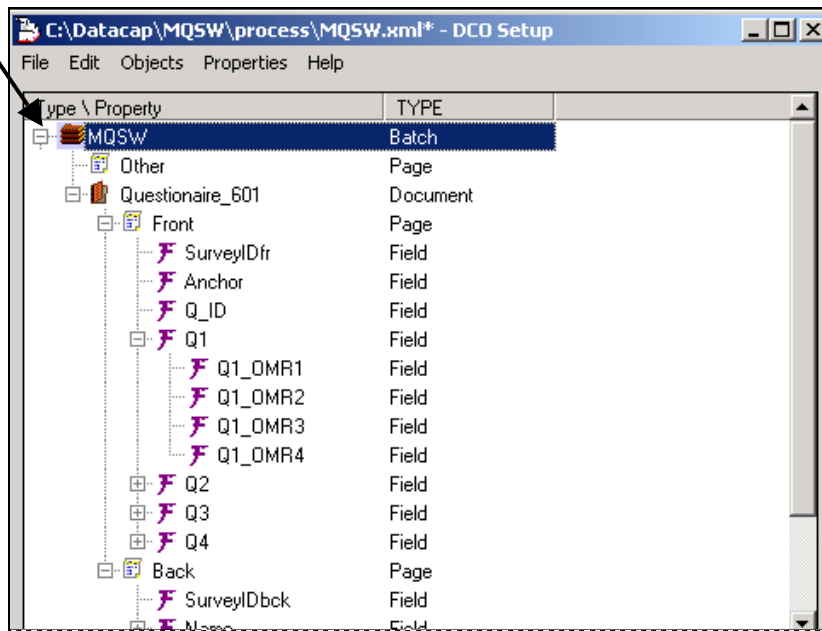 C:\Datacap\MQSW\process\MQSW.xml* - DCO Setup
File Edit Objects Properties Help
Type \ Property TYPE
MQSW Batch
Other Page
Questionaire_601 Document
Front Page
SurveyIDfr Field
Anchor Field
Q_ID Field
Q1 Field
Q1_OMR1 Field
Q1_OMR2 Field
Q1_OMR3 Field
Q1_OMR4 Field
Q2 Field
Q3 Field
Q4 Field
Back Page
SurveyIDbck Field
Name Field